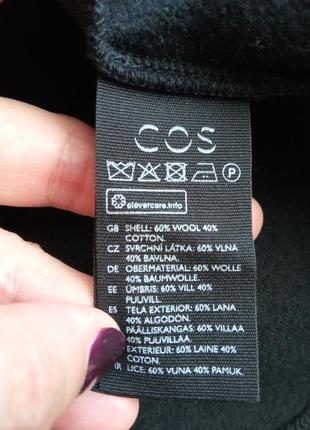 COS
P
clevercare.info
GB SHELL: 60% WOOL 40%
COTTON.
CZ SVRCHNÍ LÁTKA: 60% VLNA
40% BAVLNA.
DE OBERMATERIAL: 60% WOLLE
40% BAUMWOLLE.
EE ÜMBRIS: 60% VILL 40%
PUUVILL.
ES TELA EXTERIOR: 60% LANA
40% ALGODÓN.
PÄÄLLISKANGAS: 60% VILLAA
40% PUUVILLAA.
EXTERIEUR: 60% LAINE 40%
COTON.
HR LICE: 60% VUNA 40% PAMUK.